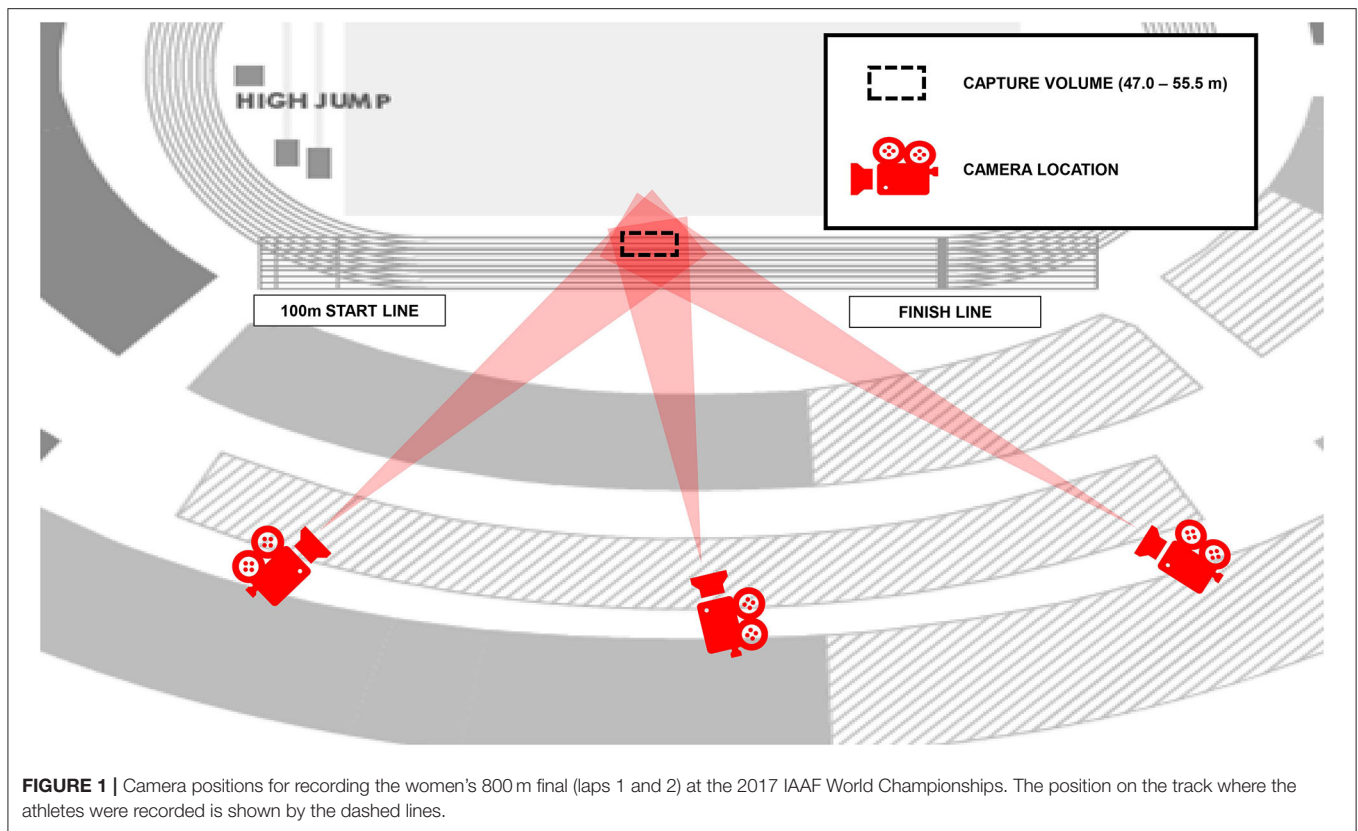 HIGH JUMP
CAPTURE VOLUME (47.0 – 55.5 m)
CAMERA LOCATION
100m START LINE
FINISH LINE
FIGURE 1 | Camera positions for recording the women's 800 m final (laps 1 and 2) at the 2017 IAAF World Championships. The position on the track where the
athletes were recorded is shown by the dashed lines.